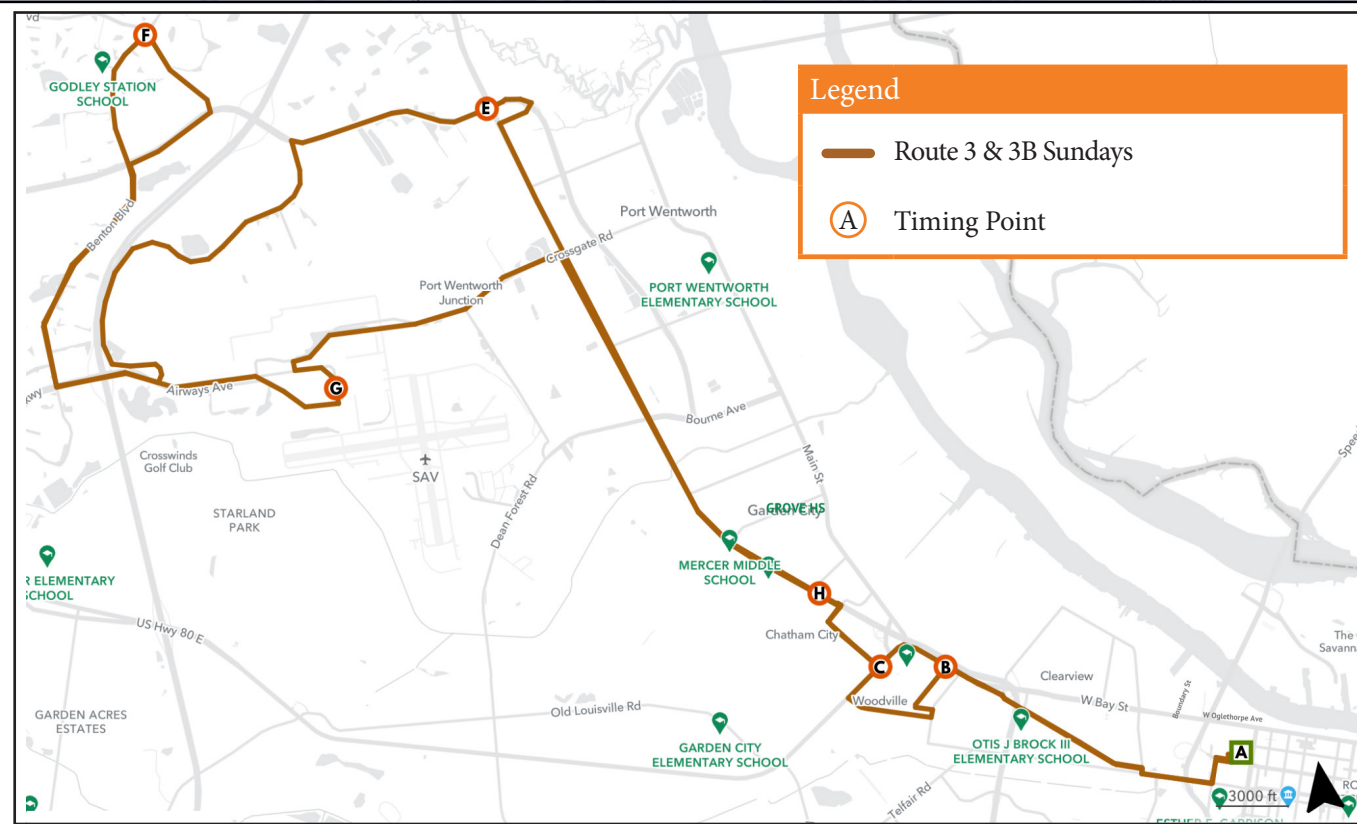 vd
F
GODLEY STATION
SCHOOL
E
Legend
Route 3 & 3B Sundays
A
Timing Point
Benton Blvd
Port Wentworth
Crossgate Rd
Port Wentworth
Junction
PORT WENTWORTH
ELEMENTARY SCHOOL
Airways Ave
G
Bourne Ave
Crosswinds
Golf Club
SAV
Main St
STARLAND
PARK
Dean Forest Rd
Garden City
GROVE HS
MERCER MIDDLE
SCHOOL
R ELEMENTARY
SCHOOL
H
US Hwy 80 E
Chatham City
The
Savanna
C
B
Clearview
Woodville
W Bay St
Boundary St
W Oglethorpe Ave
Old Louisville Rd
GARDEN ACRES
ESTATES
GARDEN CITY
ELEMENTARY SCHOOL
OTIS J BROCK III
ELEMENTARY SCHOOL
A
Telfair Rd
3000 ft
RO